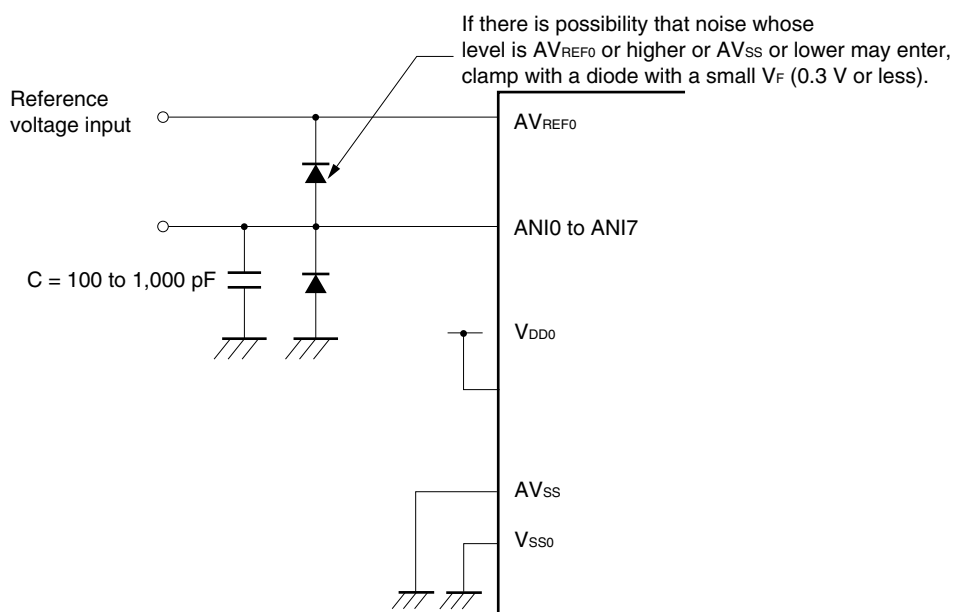 If there is possibility that noise whose
level is AVREF0 or higher or AVSS or lower may enter,
clamp with a diode with a small VF (0.3 V or less).
Reference
voltage input
AVREF0
ANI0 to ANI7
C = 100 to 1,000 pF
VDD0
AVSS
VSS0